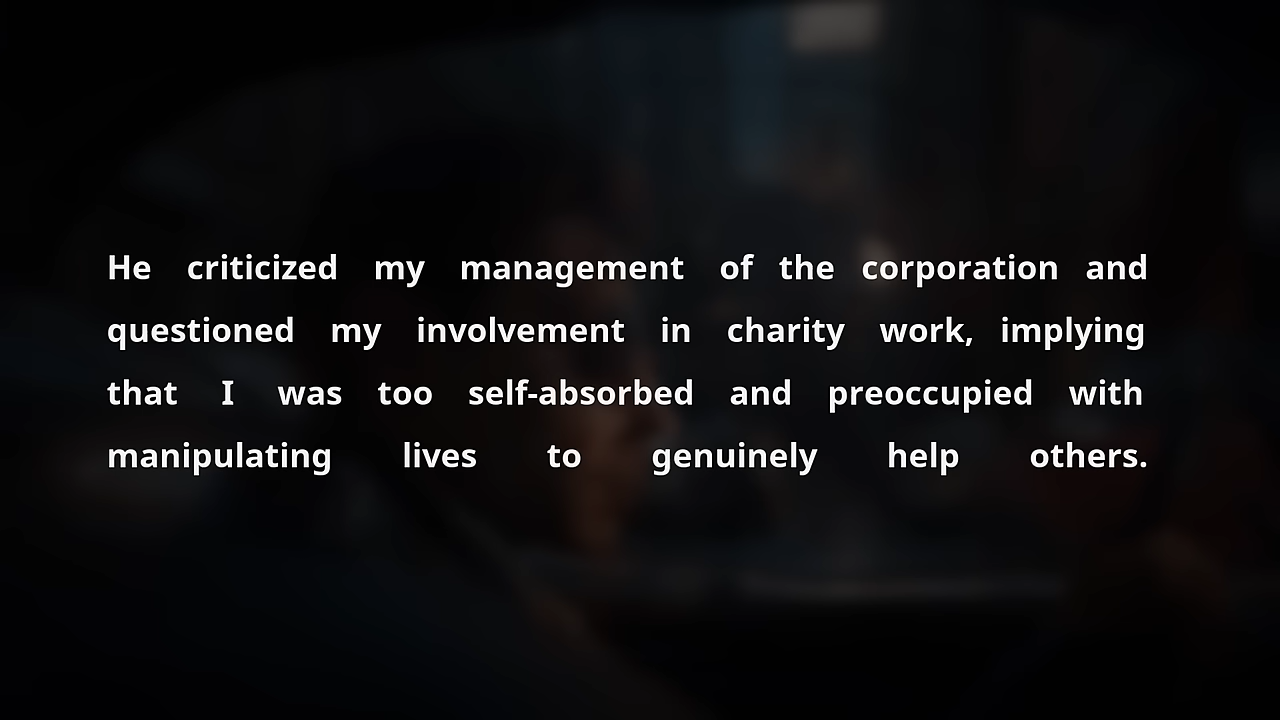 He criticized my management of the corporation and
questioned my involvement in charity work, implying
that I was too self-absorbed and preoccupied with
manipulating lives to genuinely help others.